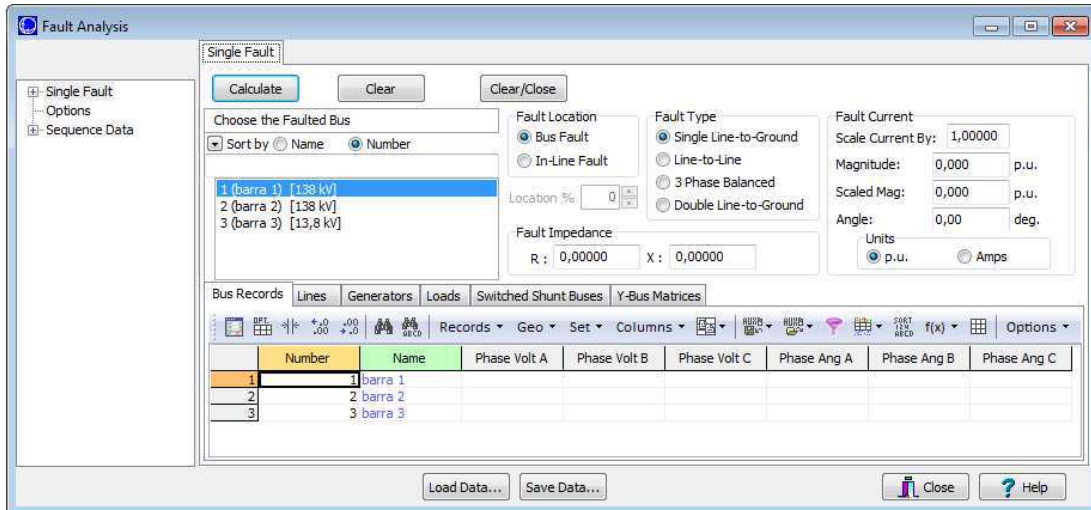 Fault Analysis
Single Fault
Options
Sequence Data
Single Fault
Calculate Clear Clear/Close
Choose the Faulted Bus
Sort by Name Number
1 (barra 1) [138 kV]
2 (barra 2) [138 kV]
3 (barra 3) [13,8 kV]
Fault Location
Bus Fault
In-Line Fault
Location % 0
Fault Type
Single Line-to-Ground
Line-to-Line
3 Phase Balanced
Double Line-to-Ground
Fault Impedance
R : 0,00000 X : 0,00000
Fault Current
Scale Current By: 1,00000
Magnitude: 0,000 p.u.
Scaled Mag: 0,000 p.u.
Angle: 0,00 deg.
Units
p.u. Amps
Bus Records Lines Generators Loads Switched Shunt Buses Y-Bus Matrices
Records Geo Set Columns f(x) Options
Number Name Phase Volt A Phase Volt B Phase Volt C Phase Ang A Phase Ang B Phase Ang C
1 1 barra 1
2 2 barra 2
3 3 barra 3
Load Data... Save Data... Close Help